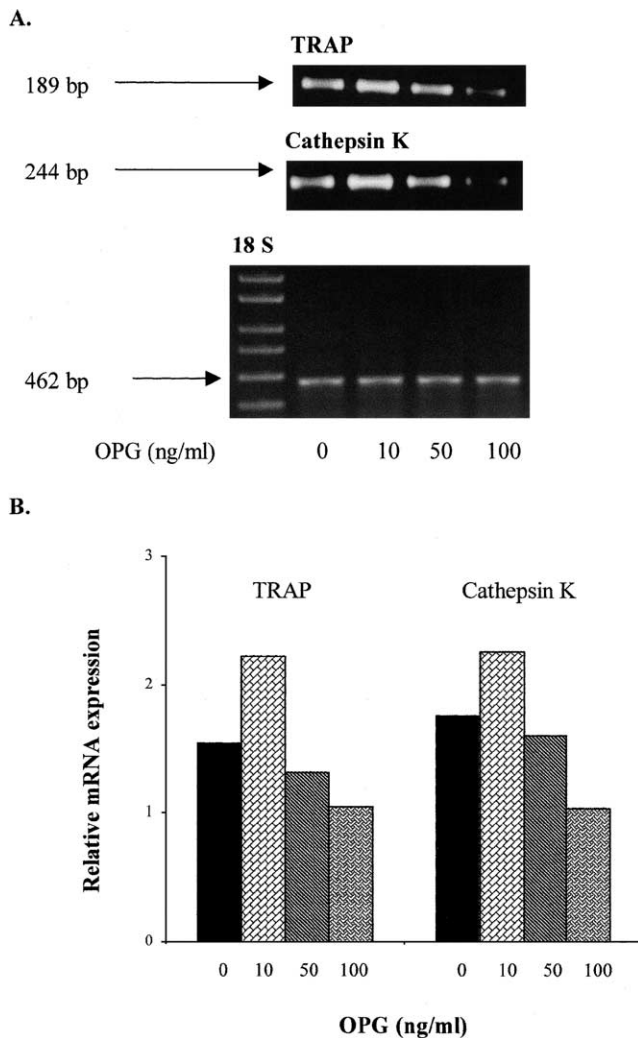 A.
TRAP
189 bp
Cathepsin K
244 bp
18 S
462 bp
OPG (ng/ml) 0 10 50 100
B.
3
TRAP Cathepsin K
2
Relative mRNA expression
1
0
0 10 50 100 0 10 50 100
OPG (ng/ml)